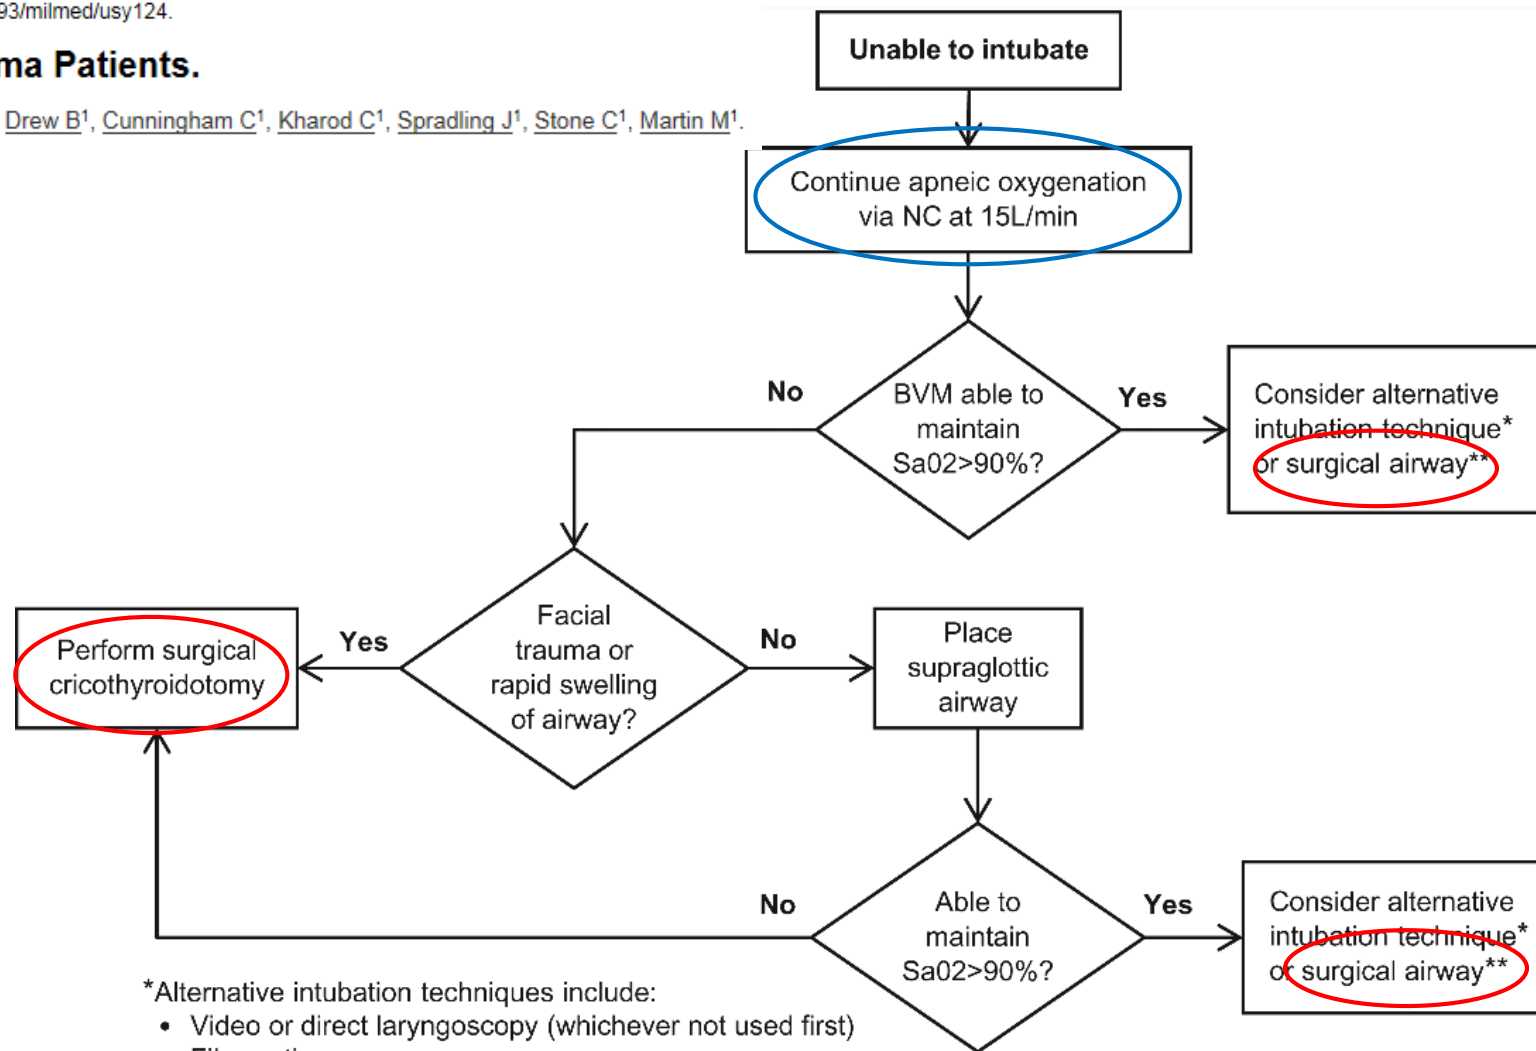 93/milmed/usy124.
ma Patients.
Drew B1, Cunningham C1, Kharod C1, Spradling J1, Stone C1, Martin M1.
Unable to intubate
Continue apneic oxygenation
via NC at 15L/min
BVM able to
maintain
Sa02>90%?
No
Yes
Consider alternative
intubation technique*
or surgical airway**
Facial
trauma or
rapid swelling
of airway?
Yes
No
Perform surgical
cricothyroidotomy
Place
supraglottic
airway
Able to
maintain
Sa02>90%?
No
Yes
Consider alternative
intubation technique*
or surgical airway**
*Alternative intubation techniques include:
• Video or direct laryngoscopy (whichever not used first)